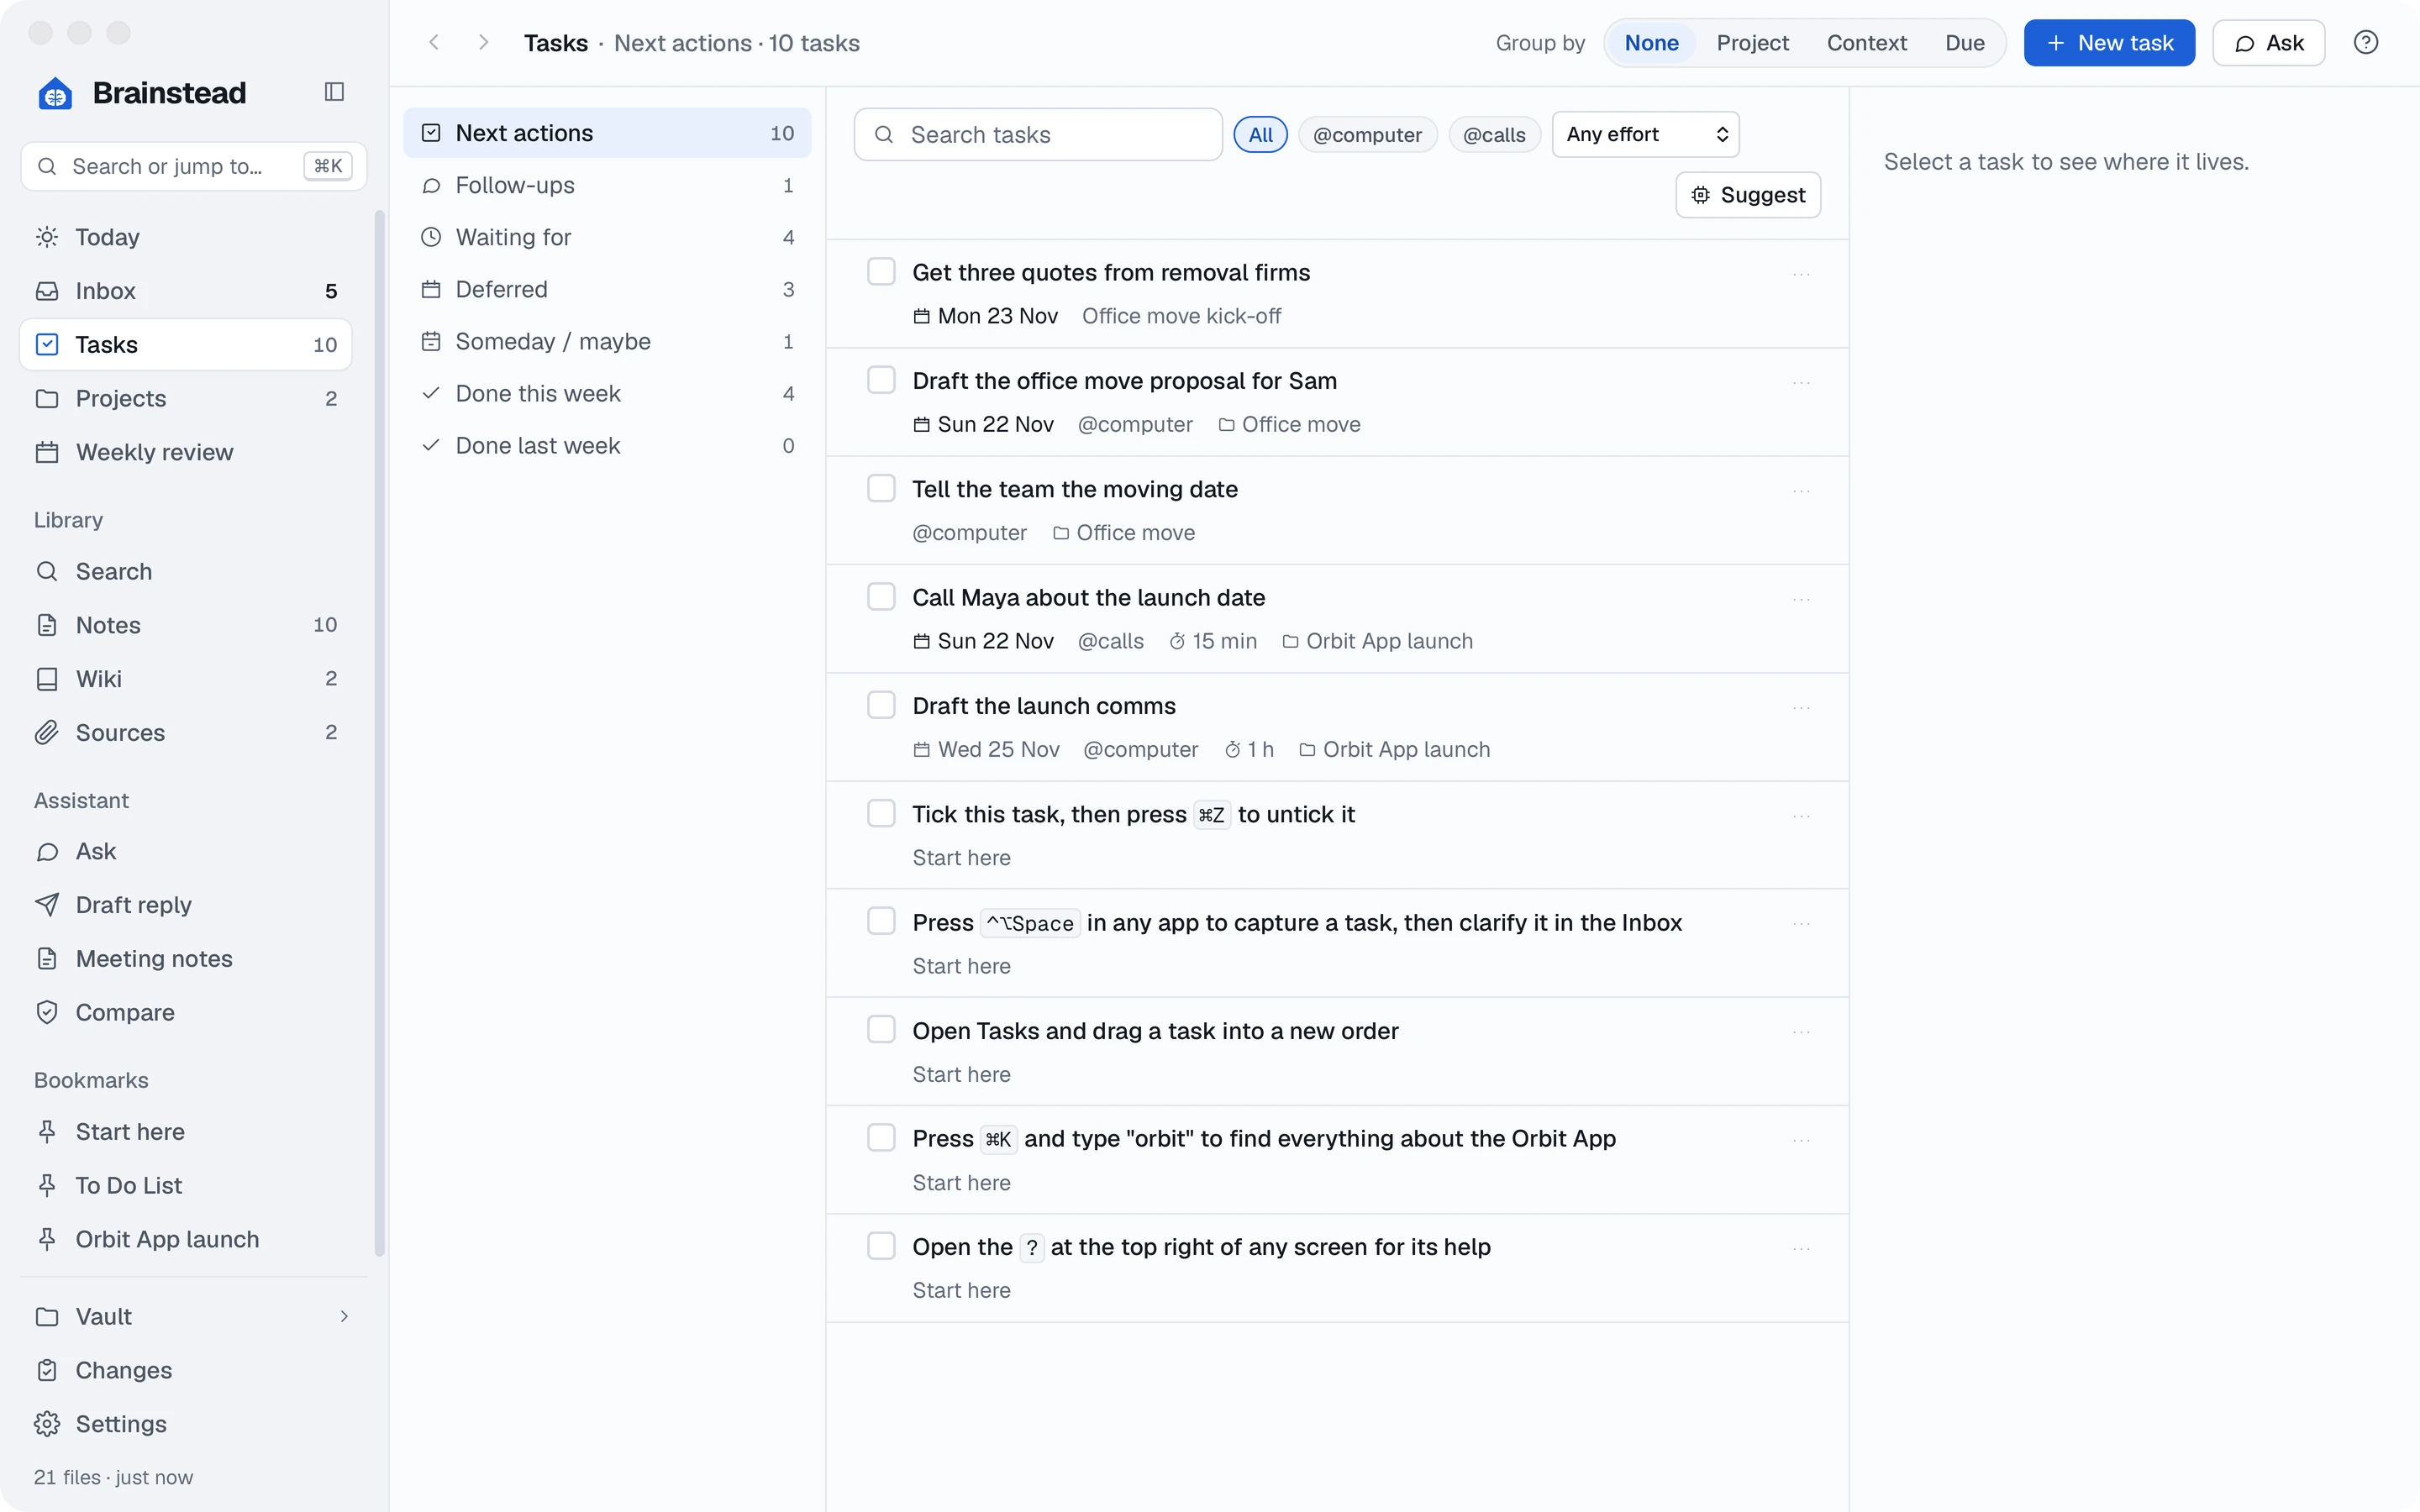 Brainstead
Search or jump to... ⌘K
Today
Inbox 5
Tasks 10
Projects 2
Weekly review
Library
Search
Notes 10
Wiki 2
Sources 2
Assistant
Ask
Draft reply
Meeting notes
Compare
Bookmarks
Start here
To Do List
Orbit App launch
Vault
Changes
Settings
21 files · just now
Tasks · Next actions · 10 tasks
Group by None Project Context Due
New task
Ask
?
Next actions 10
Follow-ups 1
Waiting for 4
Deferred 3
Someday / maybe 1
Done this week 4
Done last week 0
Search tasks All @computer @calls Any effort
Suggest
Get three quotes from removal firms
Mon 23 Nov Office move kick-off
Draft the office move proposal for Sam
Sun 22 Nov @computer Office move
Tell the team the moving date
@computer Office move
Call Maya about the launch date
Sun 22 Nov @calls 15 min Orbit App launch
Draft the launch comms
Wed 25 Nov @computer 1 h Orbit App launch
Tick this task, then press ⌘Z to untick it
Start here
Press ^⌥Space in any app to capture a task, then clarify it in the Inbox
Start here
Open Tasks and drag a task into a new order
Start here
Press ⌘K and type "orbit" to find everything about the Orbit App
Start here
Open the ? at the top right of any screen for its help
Start here
Select a task to see where it lives.